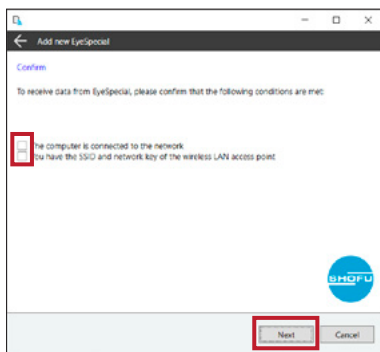 Add new EyeSpecial
Confirm
To receive data from EyeSpecial, please confirm that the following conditions are met:
The computer is connected to the network
You have the SSID and network key of the wireless LAN access point
SHOFU
Next
Cancel